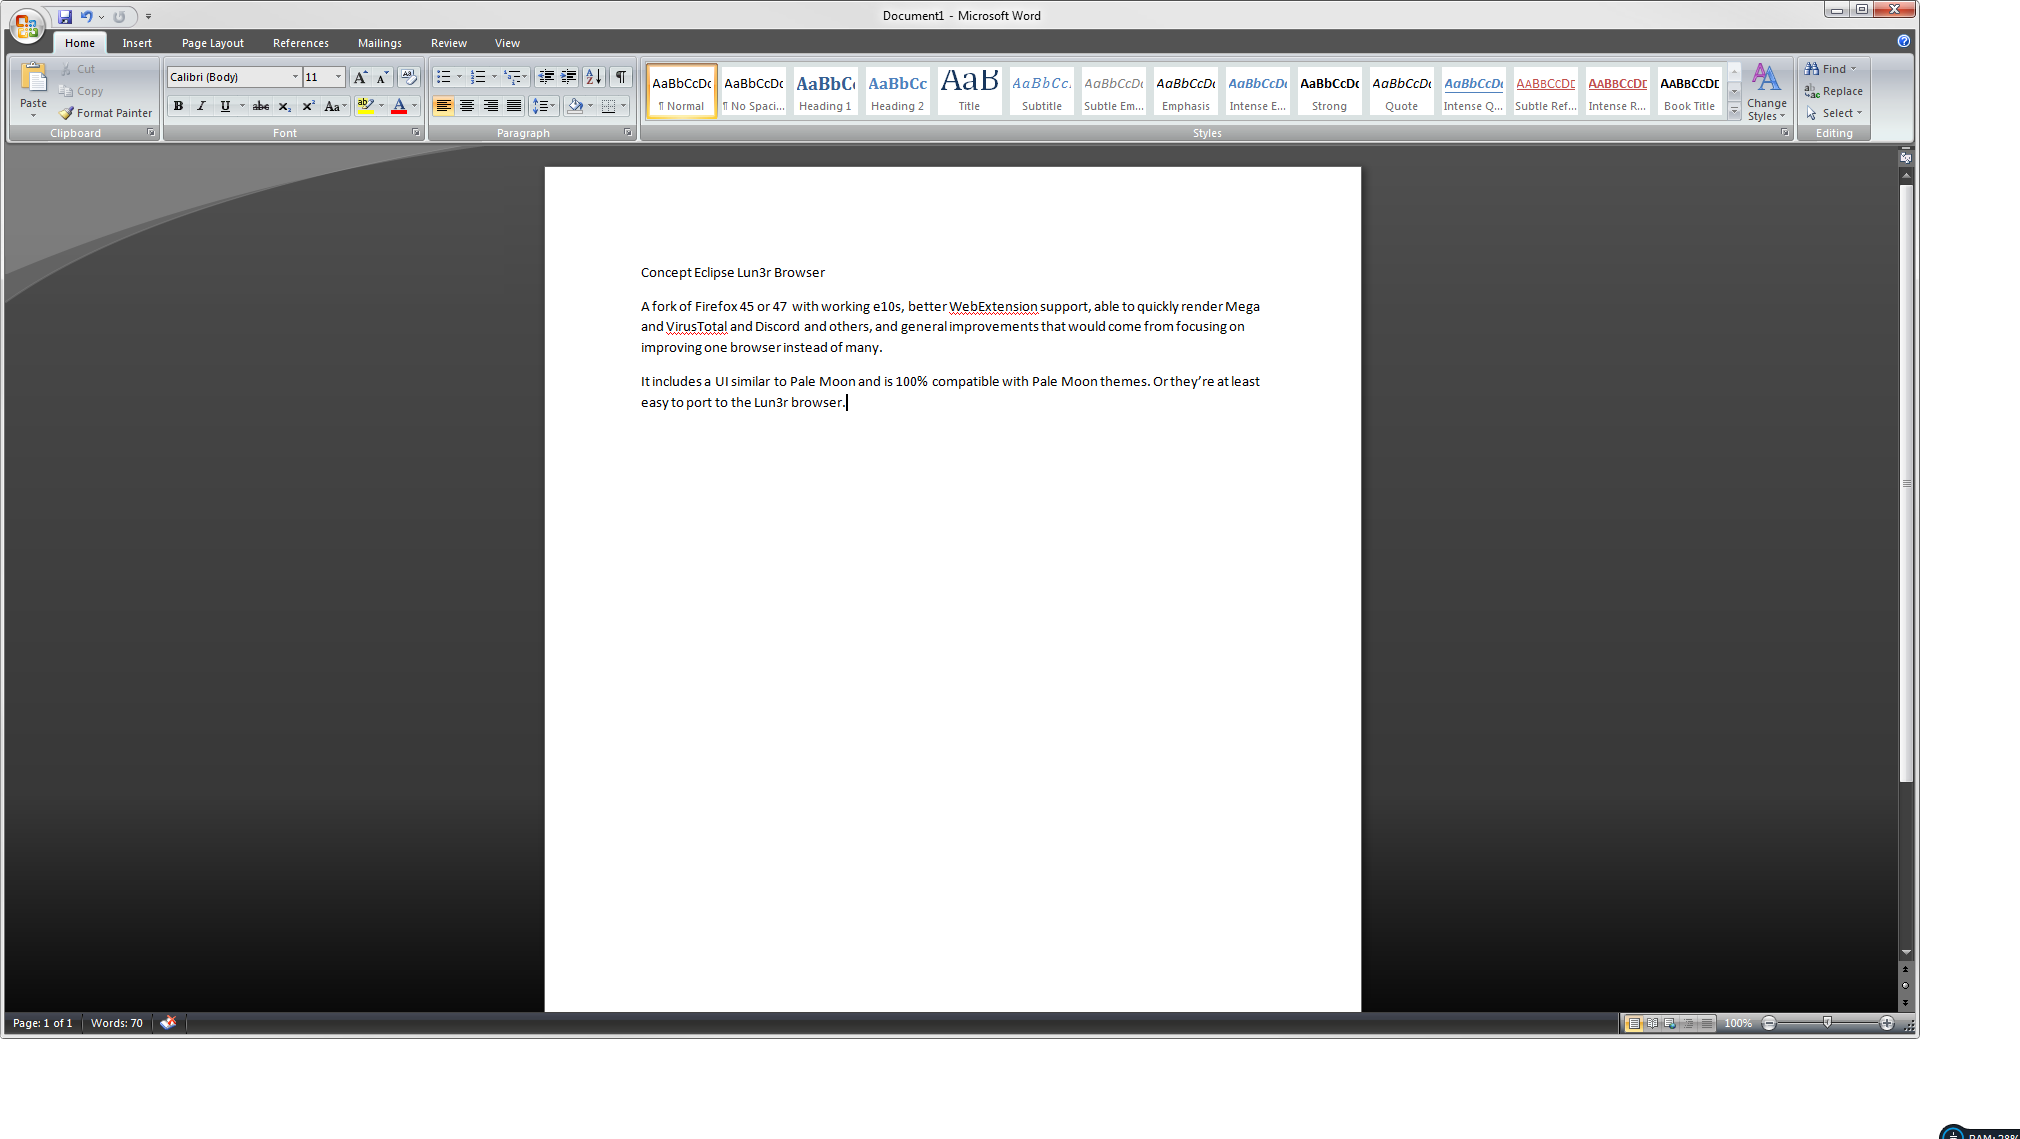 Document1 - Microsoft Word
Home Insert Page Layout References Mailings Review View
Paste
Cut
Copy
Format Painter
Clipboard
Calibri (Body) 11
Font
Paragraph
AaBbCcDc AaBbCcDc AaBbC AaBbCc AaB AaBbCc. AaBbCcDc AaBbCcDc AaBbCcDc AaBbCcDc AaBbCcDc AaBbCcDc AABBCCDE AABBCCDE AABBCCDE
¶ Normal ¶ No Spaci... Heading 1 Heading 2 Title Subtitle Subtle Em... Emphasis Intense E... Strong Quote Intense Q... Subtle Ref... Intense R... Book Title
Change Styles
Styles
Find
Replace
Select
Editing
Concept Eclipse Lun3r Browser
A fork of Firefox 45 or 47 with working e10s, better WebExtension support, able to quickly render Mega
and VirusTotal and Discord and others, and general improvements that would come from focusing on
improving one browser instead of many.
It includes a UI similar to Pale Moon and is 100% compatible with Pale Moon themes. Or they’re at least
easy to port to the Lun3r browser.
Page: 1 of 1 Words: 70 100%